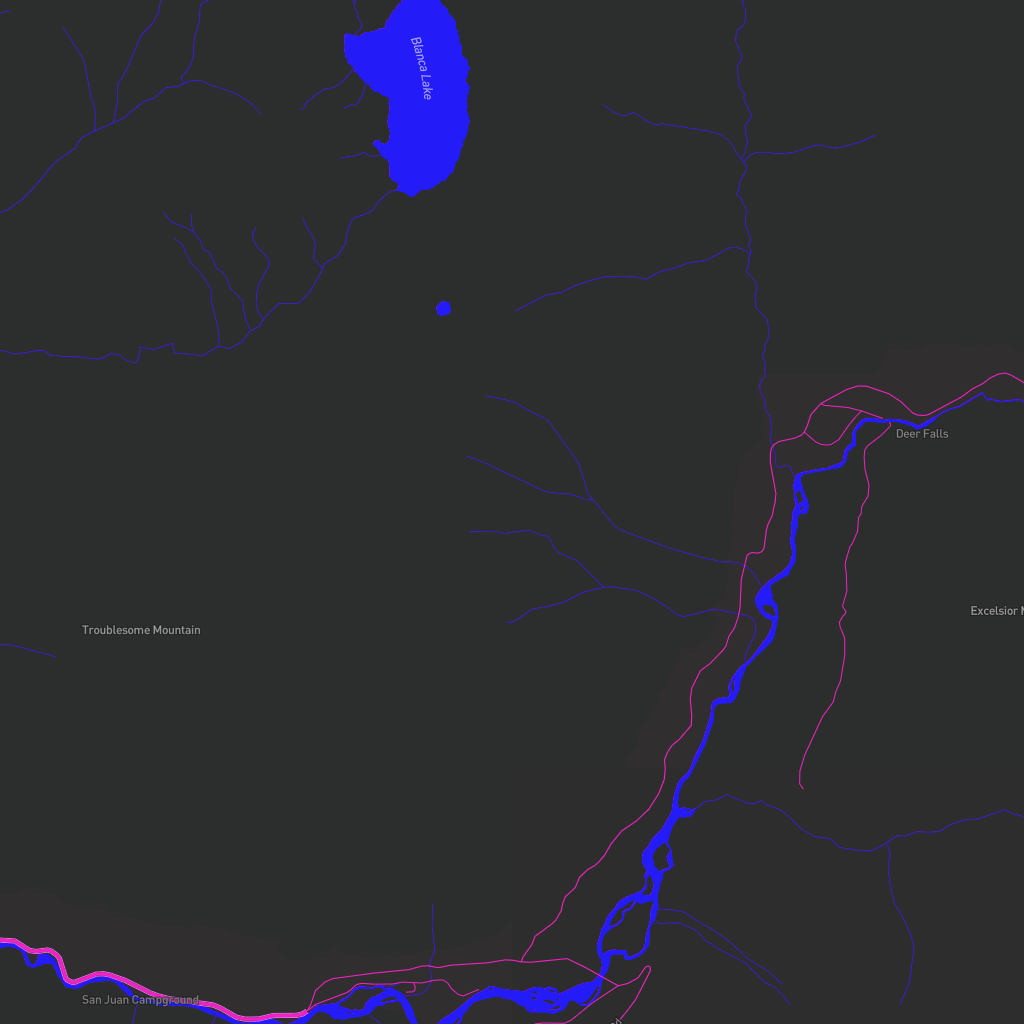 Blanca Lake
Deer Falls
Excelsior
Troublesome Mountain
San Juan Campground